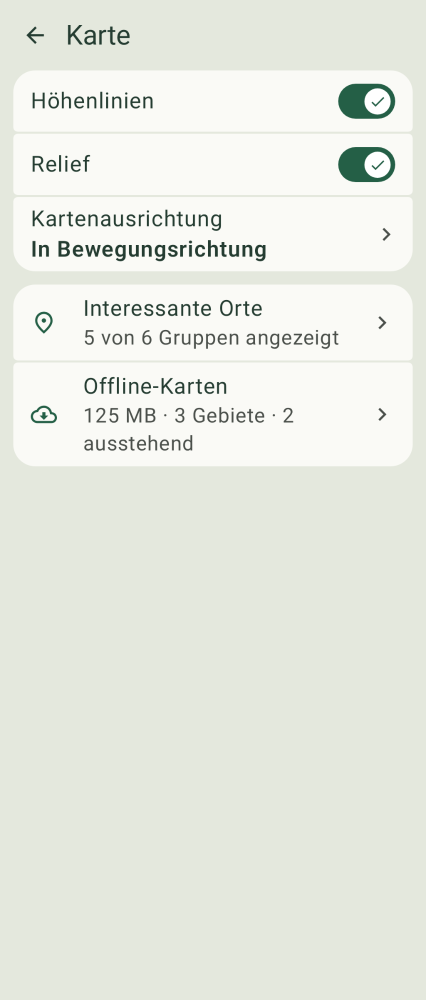 Karte
Höhenlinien
Relief
Kartenausrichtung
In Bewegungsrichtung
Interessante Orte
5 von 6 Gruppen angezeigt
Offline-Karten
125 MB · 3 Gebiete · 2
ausstehend